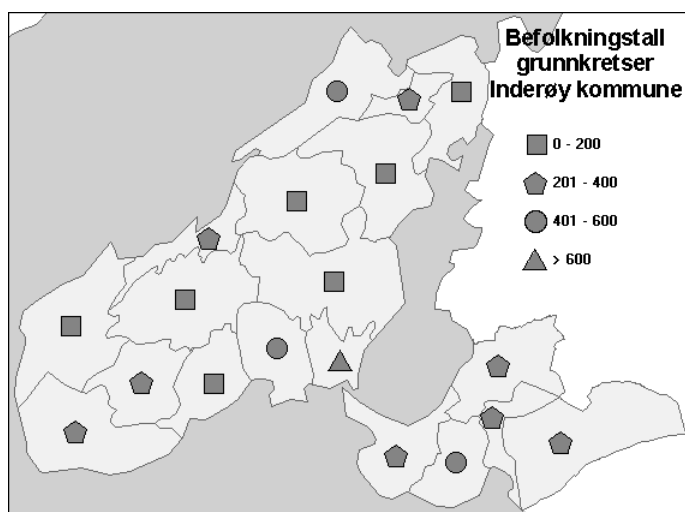 Befolkningstall
grunnkretser
Inderøy kommune
0 - 200
201 - 400
401 - 600
> 600